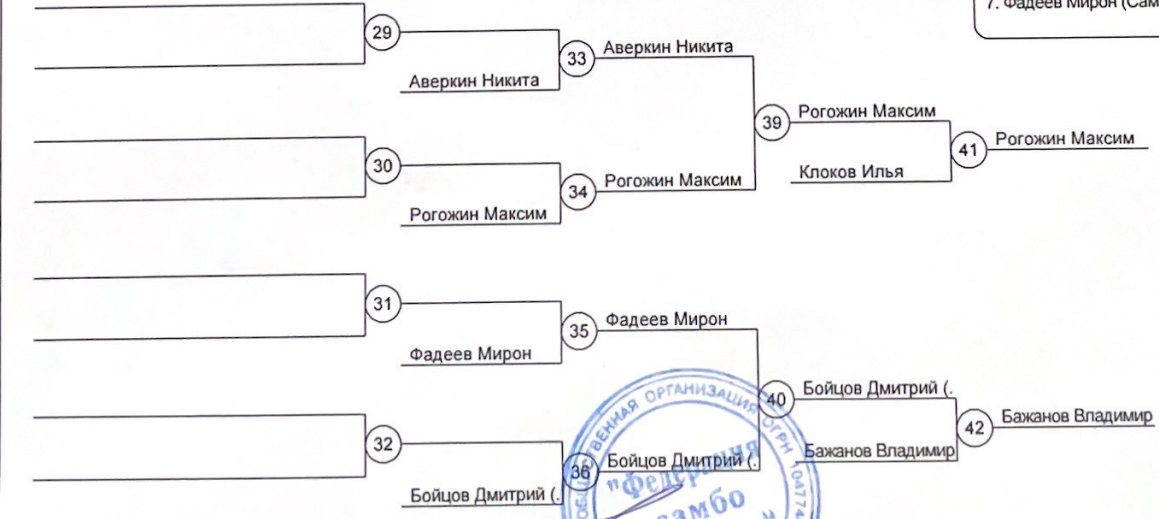 7. Фадеев Мирон (Сам
29
Аверкин Никита
33
Аверкин Никита
39
Рогожин Максим
41
Рогожин Максим
Клоков Илья
30
Рогожин Максим
34
Рогожин Максим
31
Фадеев Мирон
35
Фадеев Мирон
40
Бойцов Дмитрий (.
42
Бажанов Владимир
Бажанов Владимир
32
Бойцов Дмитрий (.
36
Бойцов Дмитрий (.
ОБЩЕСТВЕННАЯ ОРГАНИЗАЦИЯ ОГРН 104774
"Федерация
самбо